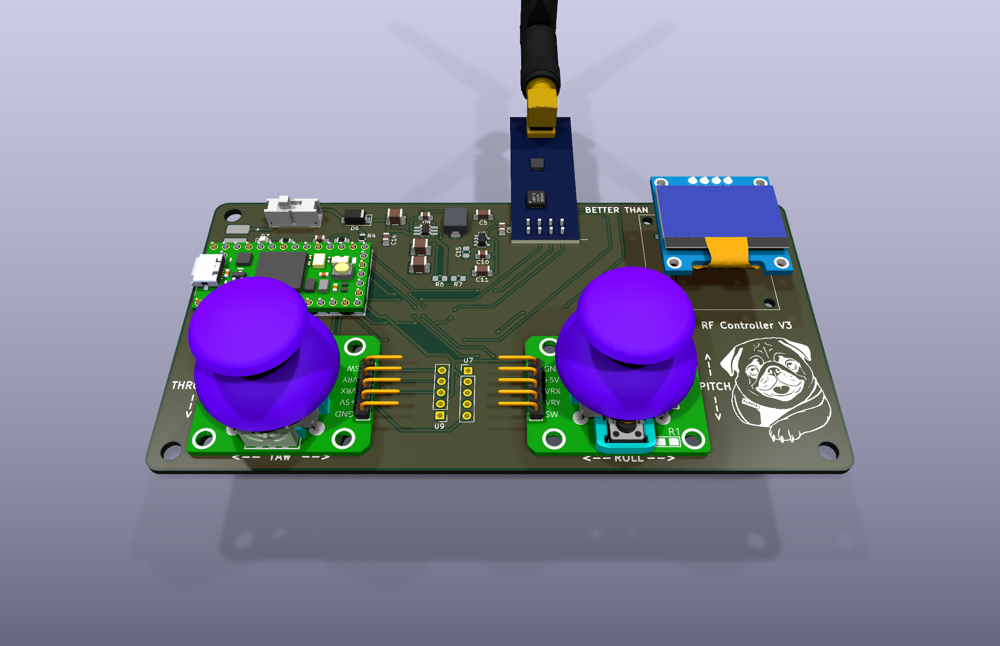 BETTER THAN
D6
C5
R4
C14
C15
C10
C11
R6
R7
RF Controller V3
U7
SW
VRY
VRX
+5V
GND
+5V
VRX
VRY
SW
PITCH
U9
R1
<-- YAW -->
<-- ROLL -->